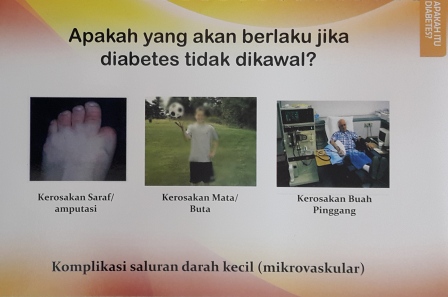 APAKAH ITU
DIABETES?
Apakah yang akan berlaku jika
diabetes tidak dikawal?
Kerosakan Saraf/
amputasi
Kerosakan Mata/
Buta
Kerosakan Buah
Pinggang
Komplikasi saluran darah kecil (mikrovaskular)